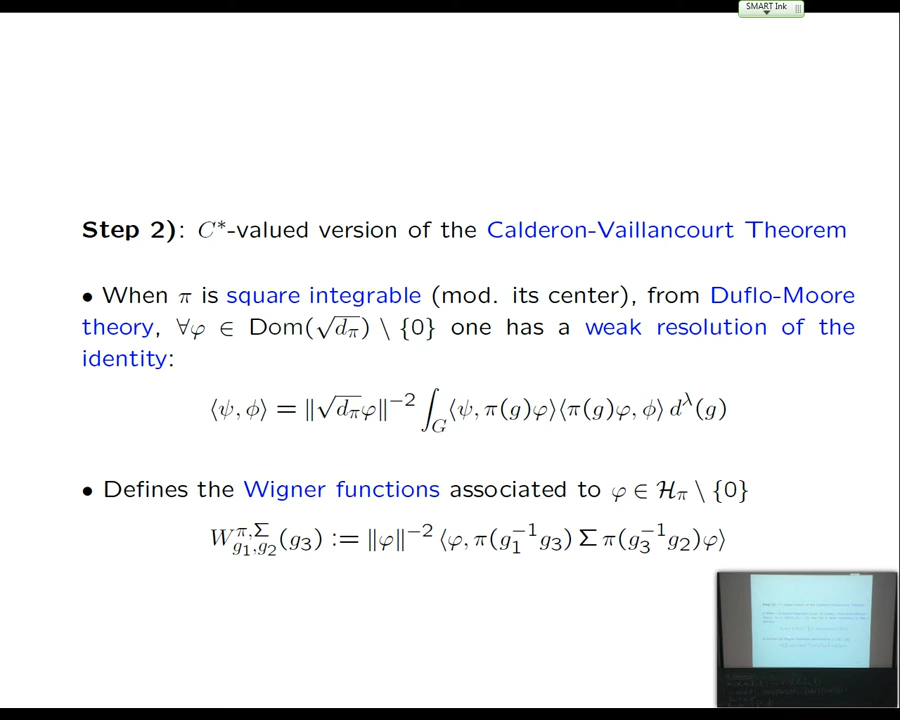 SMART Ink
Step 2): C*-valued version of the Calderon-Vaillancourt Theorem
• When π is square integrable (mod. its center), from Duflo-Moore
theory, ∀φ ∈ Dom(√d_π) \ {0} one has a weak resolution of the
identity:
⟨ψ, ϕ⟩ = ‖√d_π φ‖^{−2} ∫_G ⟨ψ, π(g)φ⟩⟨π(g)φ, ϕ⟩ d^λ(g)
• Defines the Wigner functions associated to φ ∈ ℋ_π \ {0}
W^{π,Σ}_{g_1,g_2}(g_3) := ‖φ‖^{−2} ⟨φ, π(g_1^{−1}g_3) Σ π(g_3^{−1}g_2)φ⟩